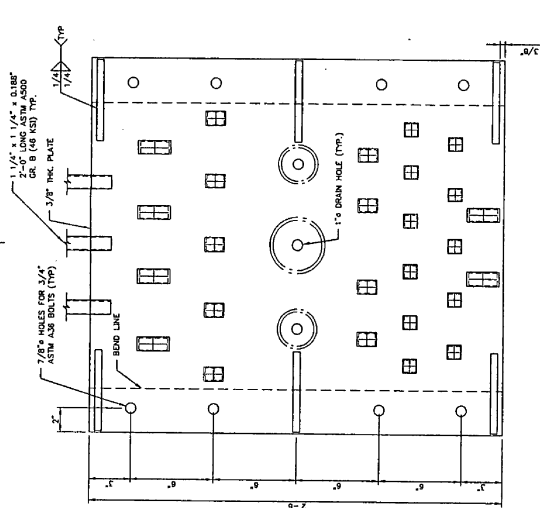 1/4
1/4
TYP
1 1/4" x 1 1/4" x 0.188"
2'-0" LONG ASTM A500
GR. B (46 KSI) TYP.
3/8" THK. PLATE
7/8"ø HOLES FOR 3/4"
ASTM A36 BOLTS (TYP)
BEND LINE
1"ø DRAIN HOLE (TYP.)
2"
3/8"
3"
6"
6"
6"
6"
3"